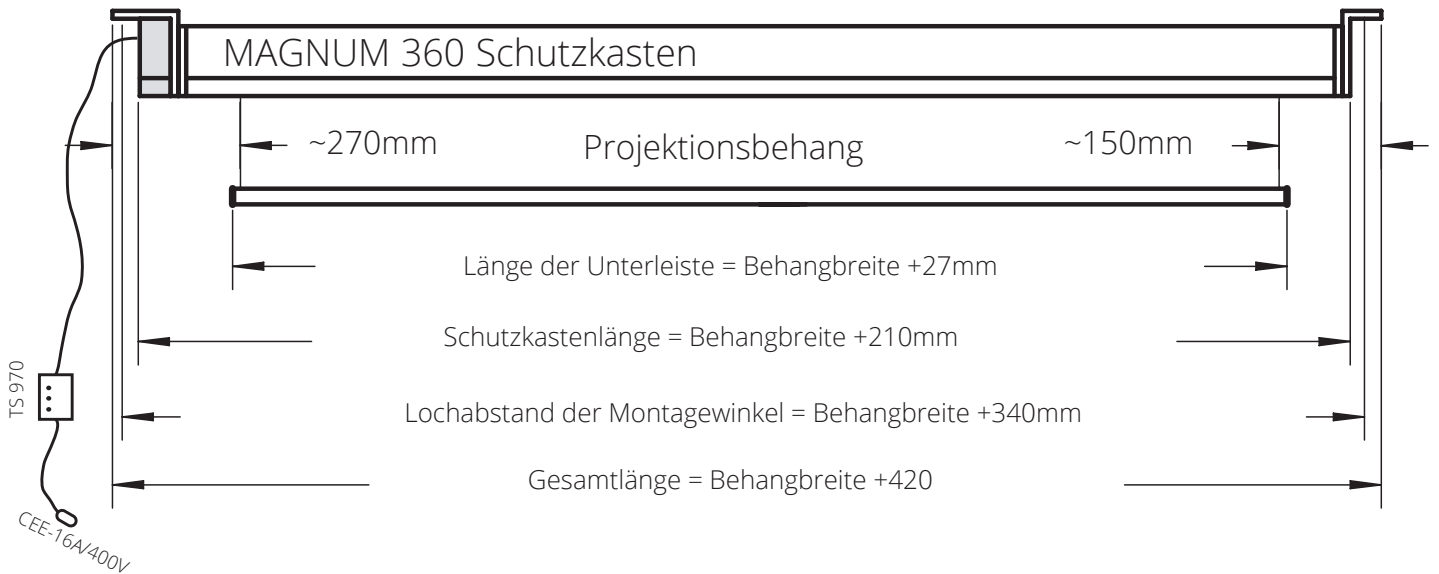 MAGNUM 360 Schutzkasten
~270mm
Projektionsbehang
~150mm
Länge der Unterleiste = Behangbreite +27mm
Schutzkastenlänge = Behangbreite +210mm
TS 970
Lochabstand der Montagewinkel = Behangbreite +340mm
Gesamtlänge = Behangbreite +420
CEE-16A/400V